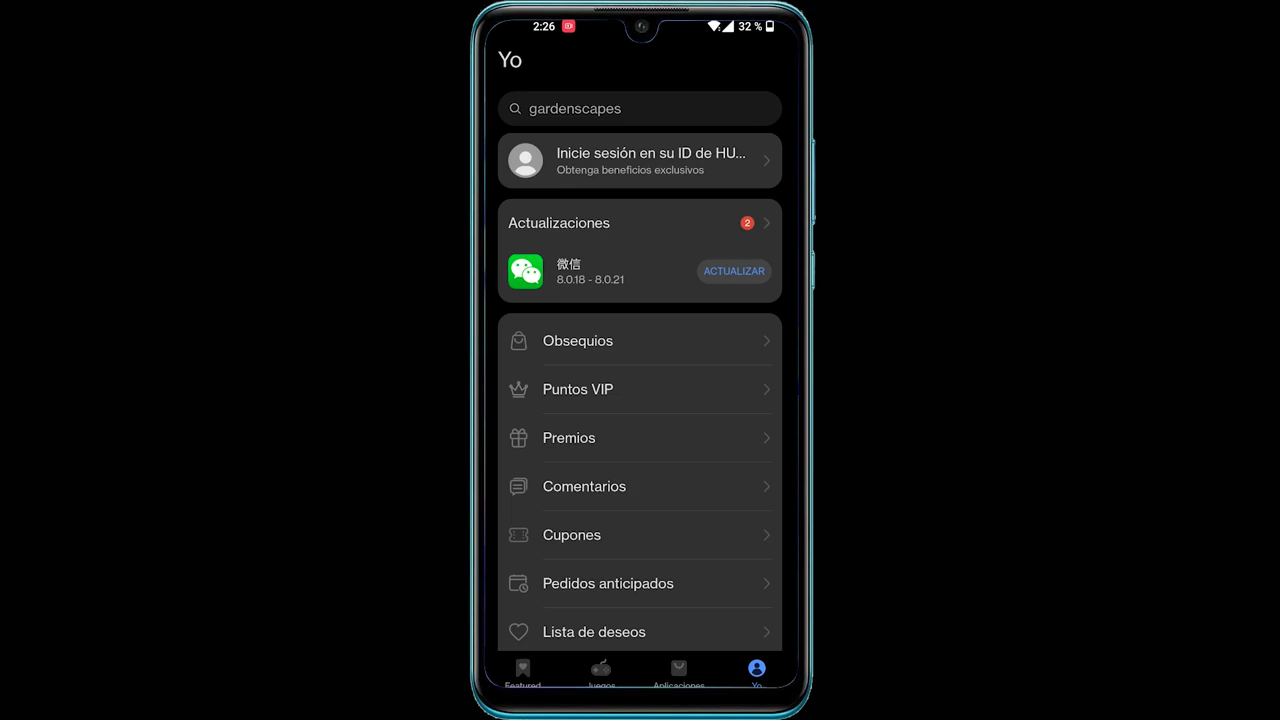 2:26
32 %
Yo
gardenscapes
Inicie sesión en su ID de HU...
Obtenga beneficios exclusivos
Actualizaciones
2
微信
8.0.18 - 8.0.21
ACTUALIZAR
Obsequios
Puntos VIP
Premios
Comentarios
Cupones
Pedidos anticipados
Lista de deseos
Featured
Juegos
Aplicaciones
Yo